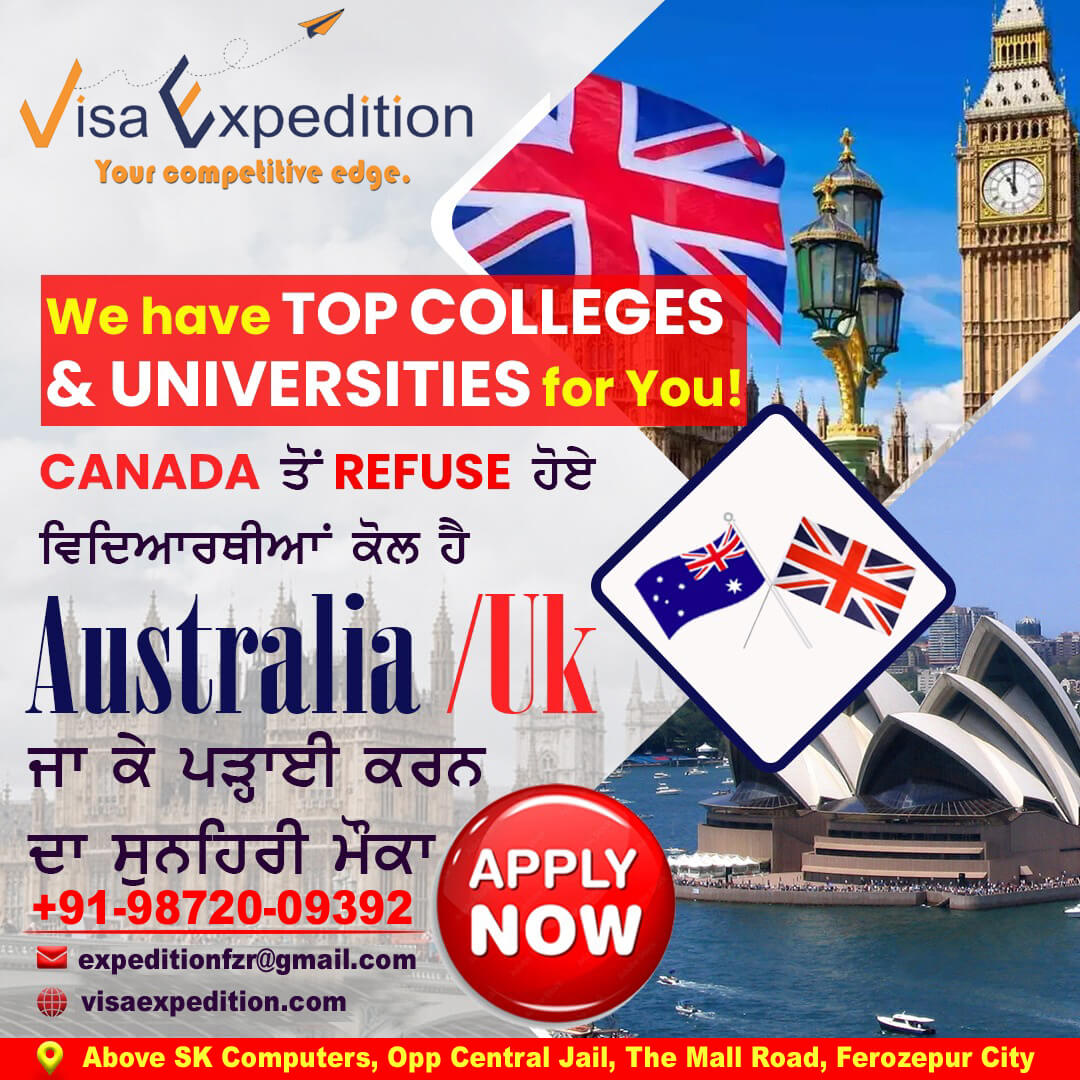 Visa Expedition
Your competitive edge.
We have TOP COLLEGES
& UNIVERSITIES for You!
CANADA ਤੋਂ REFUSE ਹੋਏ
ਵਿਦਿਆਰਥੀਆਂ ਕੋਲ ਹੈ
Australia /Uk
ਜਾ ਕੇ ਪੜ੍ਹਾਈ ਕਰਨ
ਦਾ ਸੁਨਹਿਰੀ ਮੌਕਾ
APPLY
NOW
+91-98720-09392
expeditionfzr@gmail.com
visaexpedition.com
Above SK Computers, Opp Central Jail, The Mall Road, Ferozepur City